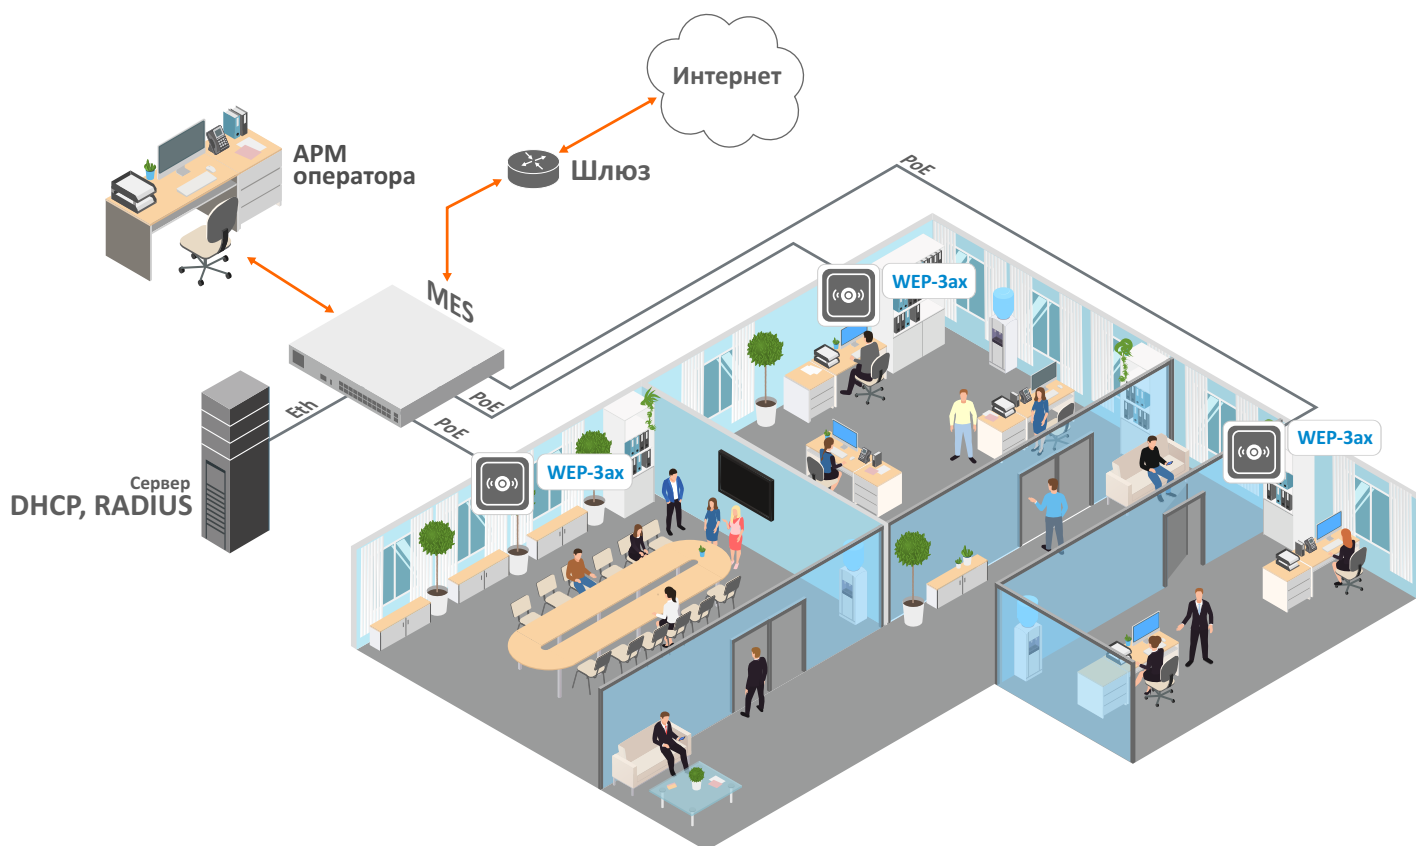 Интернет
АРМ
оператора
Шлюз
PoE
MES
WEP-3ax
Eth
PoE
PoE
WEP-3ax
WEP-3ax
Сервер
DHCP, RADIUS